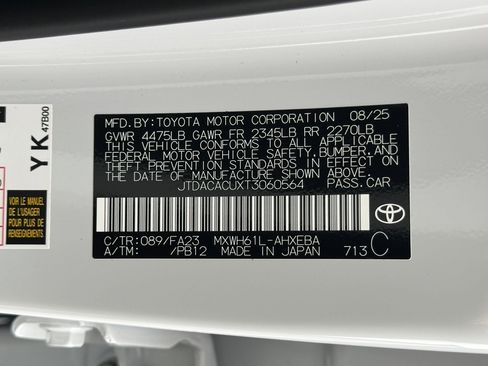 MFD.BY:TOYOTA MOTOR CORPORATION 08/25
GVWR 4475LB GAWR FR 2345LB RR 2270LB
THIS VEHICLE CONFORMS TO ALL APPLICABLE
FEDERAL MOTOR VEHICLE SAFETY,BUMPER,AND
THEFT PREVENTION STANDARDS IN EFFECT ON
THE DATE OF MANUFACTURE SHOWN ABOVE.
JTDACACUXT3060564 PASS.CAR
C/TR:089/FA23 MXWH61L-AHXEBA
A/TM: /PB12 MADE IN JAPAN 713 C
YK 47B00
VOIR LE MANUEL
DE L'USAGER
POUR PLUS DE
RENSEIGNEMENTS